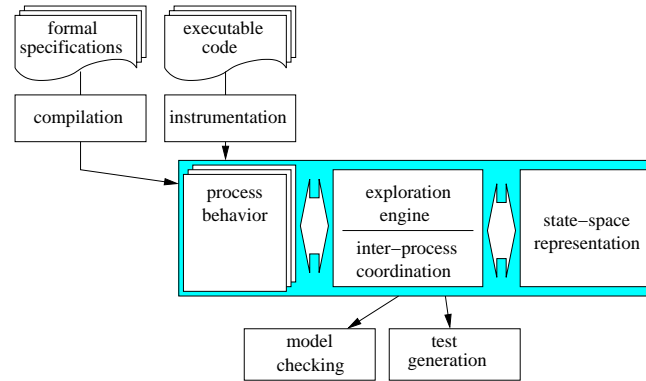 formal
specifications
executable
code
compilation
instrumentation
process
behavior
exploration
engine
inter−process
coordination
state−space
representation
model
checking
test
generation